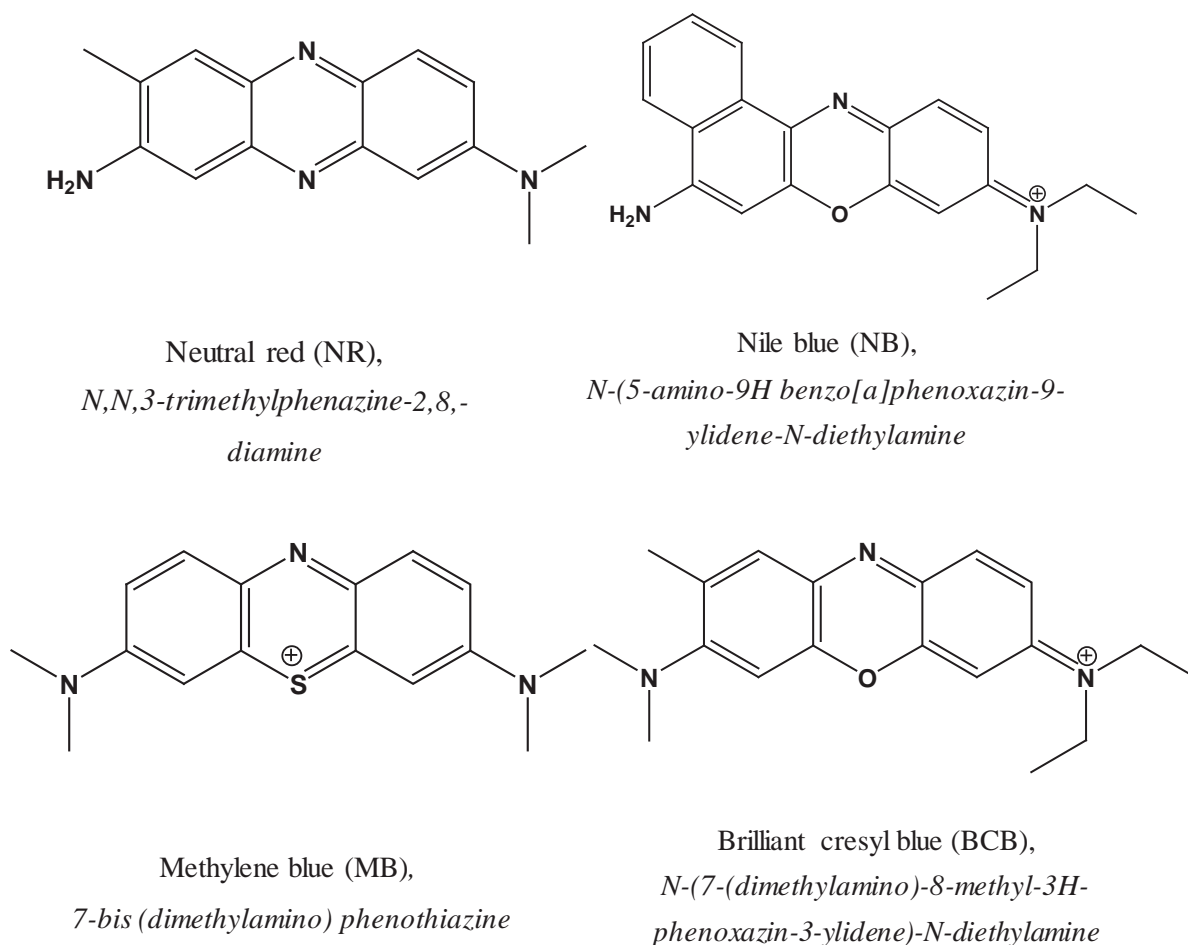 N
N
H2N
N
N
O
H2N
N
⊕
Neutral red (NR),
N,N,3-trimethylphenazine-2,8,-
diamine
Nile blue (NB),
N-(5-amino-9H benzo[a]phenoxazin-9-
ylidene-N-diethylamine
N
S
⊕
N
N
N
O
N
N
⊕
Methylene blue (MB),
7-bis (dimethylamino) phenothiazine
Brilliant cresyl blue (BCB),
N-(7-(dimethylamino)-8-methyl-3H-
phenoxazin-3-ylidene)-N-diethylamine